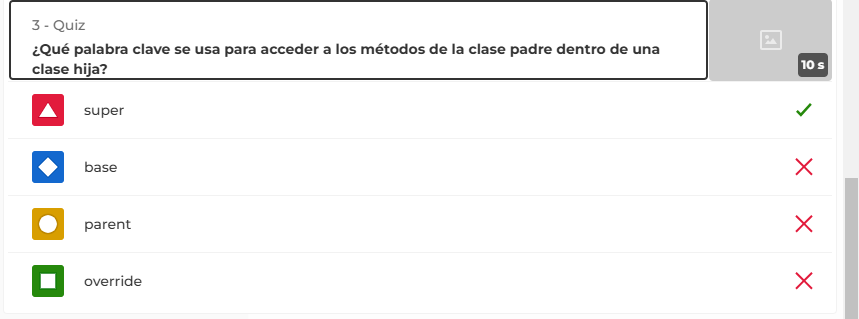 3 - Quiz
¿Qué palabra clave se usa para acceder a los métodos de la clase padre dentro de una
clase hija?
10 s
super
base
parent
override